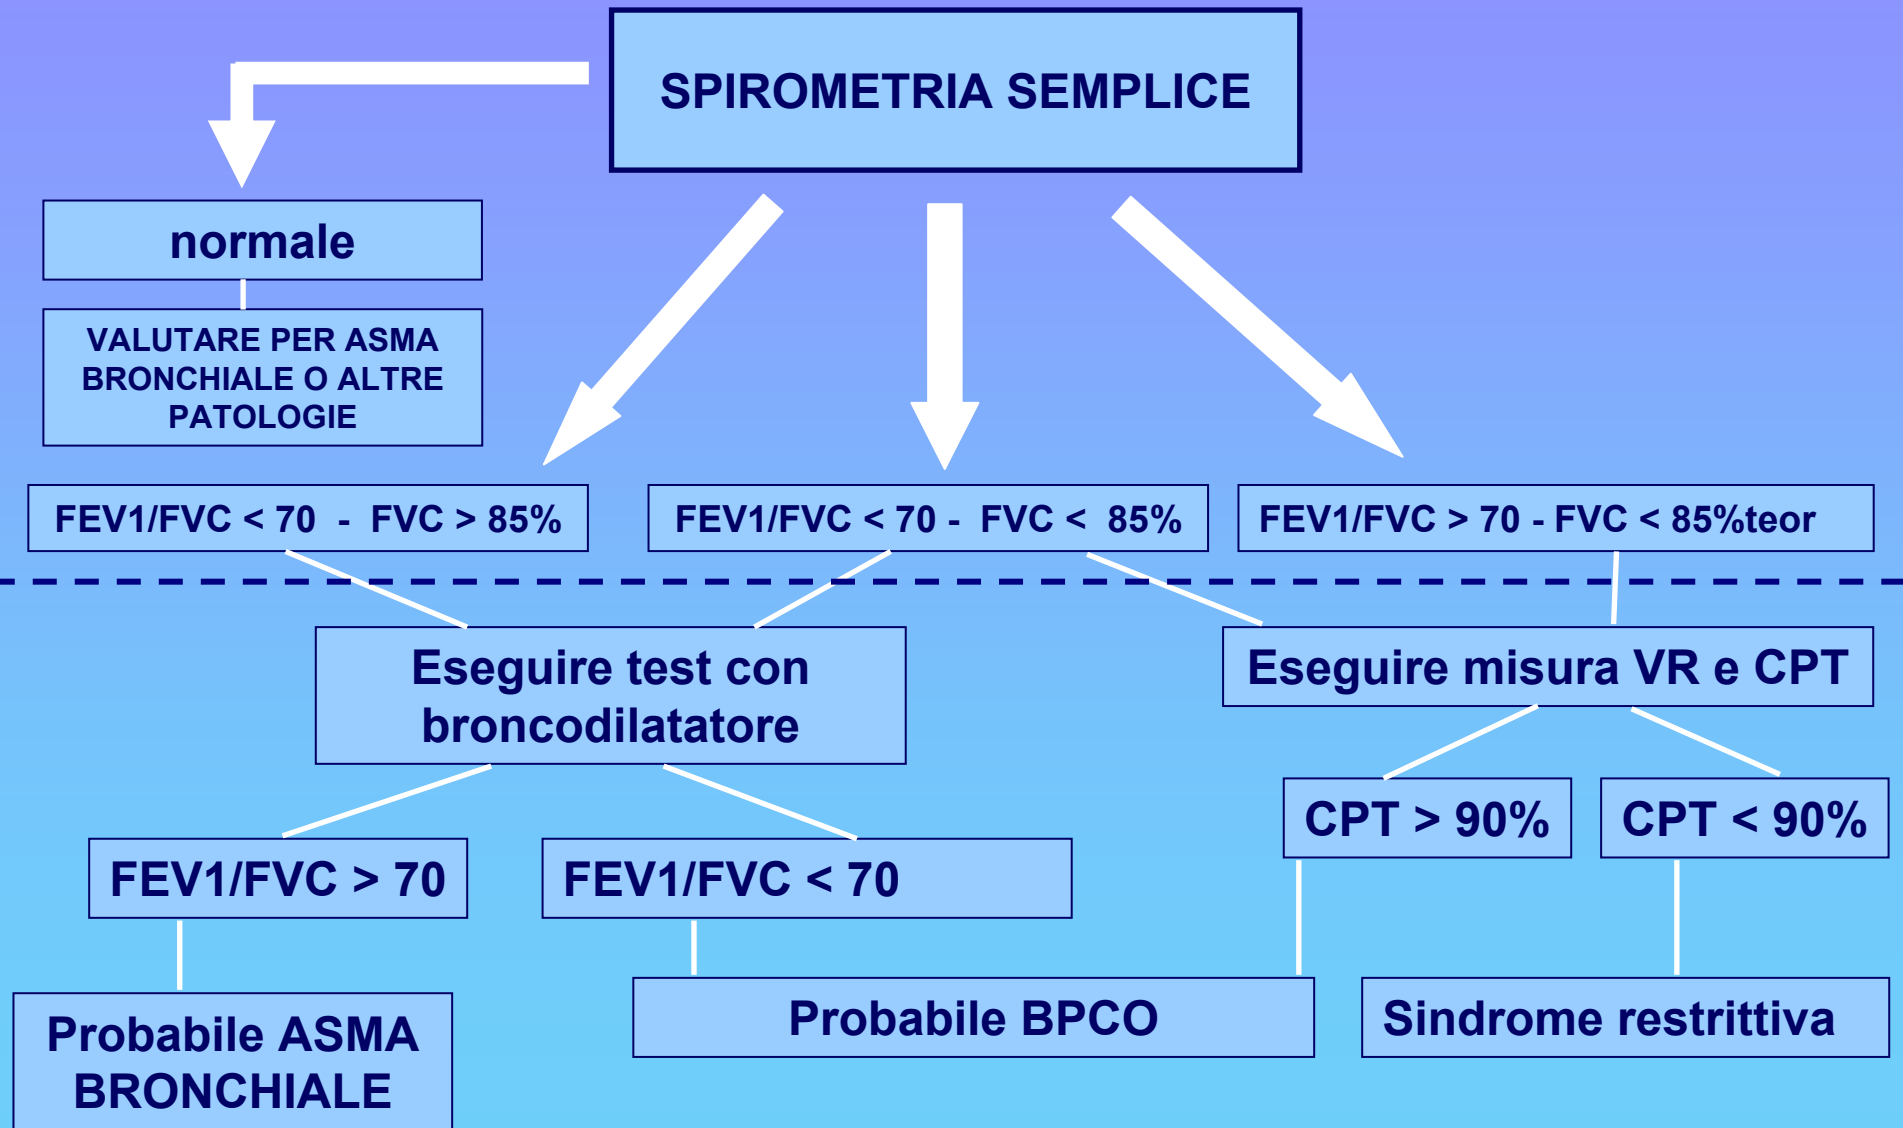 SPIROMETRIA SEMPLICE
normale
VALUTARE PER ASMA
BRONCHIALE O ALTRE
PATOLOGIE
FEV1/FVC < 70 - FVC > 85%
FEV1/FVC < 70 - FVC < 85%
FEV1/FVC > 70 - FVC < 85%teor
Eseguire test con
broncodilatatore
Eseguire misura VR e CPT
CPT > 90%
CPT < 90%
FEV1/FVC > 70
FEV1/FVC < 70
Probabile ASMA
BRONCHIALE
Probabile BPCO
Sindrome restrittiva